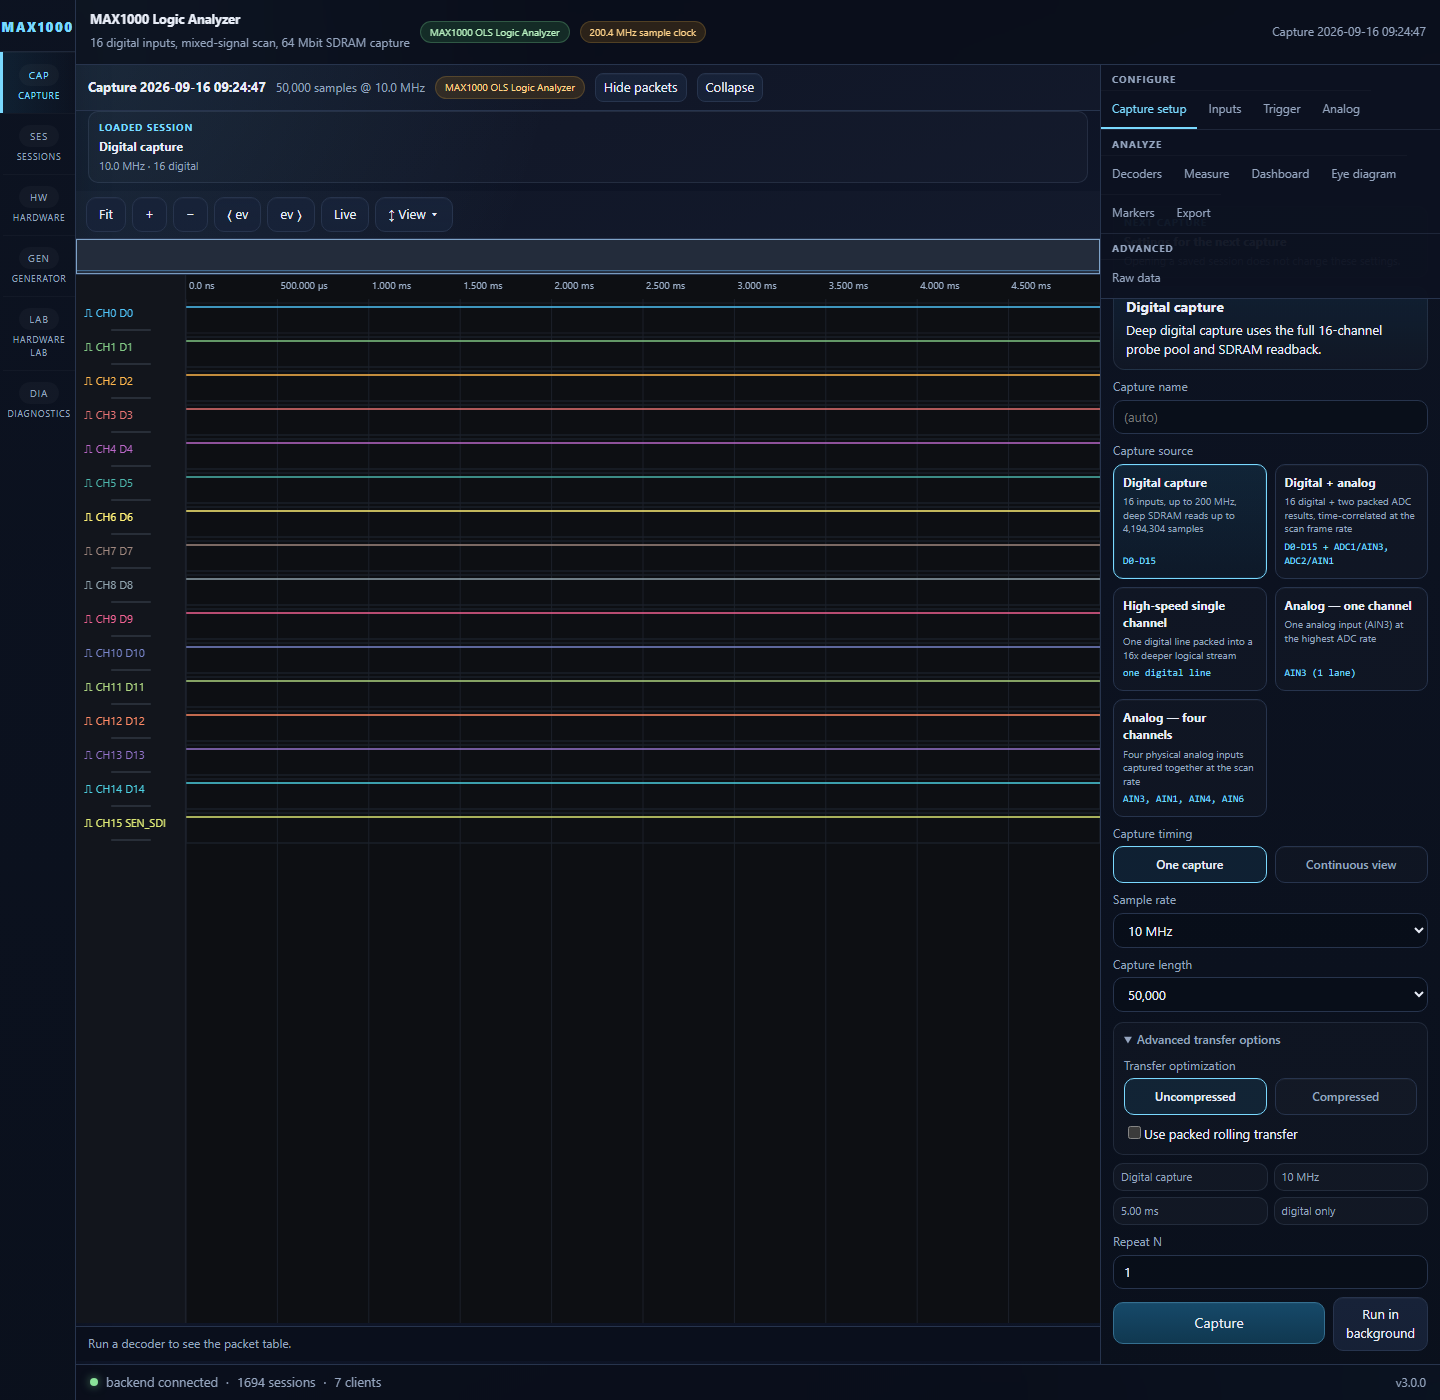 MAX1000
CAP
CAPTURE
SES
SESSIONS
HW
HARDWARE
GEN
GENERATOR
LAB
HARDWARE
LAB
DIA
DIAGNOSTICS
MAX1000 Logic Analyzer
16 digital inputs, mixed-signal scan, 64 Mbit SDRAM capture
MAX1000 OLS Logic Analyzer
200.4 MHz sample clock
Capture 2026-09-16 09:24:47
Capture 2026-09-16 09:24:47
50,000 samples @ 10.0 MHz
MAX1000 OLS Logic Analyzer
Hide packets
Collapse
LOADED SESSION
Digital capture
10.0 MHz · 16 digital
Fit
+
−
⟨ ev
ev ⟩
Live
↕ View ▾
0.0 ns
500.000 µs
1.000 ms
1.500 ms
2.000 ms
2.500 ms
3.000 ms
3.500 ms
4.000 ms
4.500 ms
CH0 D0
CH1 D1
CH2 D2
CH3 D3
CH4 D4
CH5 D5
CH6 D6
CH7 D7
CH8 D8
CH9 D9
CH10 D10
CH11 D11
CH12 D12
CH13 D13
CH14 D14
CH15 SEN_SDI
Run a decoder to see the packet table.
CONFIGURE
Capture setup
Inputs
Trigger
Analog
ANALYZE
Decoders
Measure
Dashboard
Eye diagram
Markers
Export
for the next capture
ADVANCED
Raw data
Digital capture
Deep digital capture uses the full 16-channel
probe pool and SDRAM readback.
Capture name
(auto)
Capture source
Digital capture
16 inputs, up to 200 MHz,
deep SDRAM reads up to
4,194,304 samples
D0-D15
Digital + analog
16 digital + two packed ADC
results, time-correlated at the
scan frame rate
D0-D15 + ADC1/AIN3,
ADC2/AIN1
High-speed single
channel
One digital line packed into a
16x deeper logical stream
one digital line
Analog — one channel
One analog input (AIN3) at
the highest ADC rate
AIN3 (1 lane)
Analog — four
channels
Four physical analog inputs
captured together at the scan
rate
AIN3, AIN1, AIN4, AIN6
Capture timing
One capture
Continuous view
Sample rate
10 MHz
Capture length
50,000
▼ Advanced transfer options
Transfer optimization
Uncompressed
Compressed
Use packed rolling transfer
Digital capture
10 MHz
5.00 ms
digital only
Repeat N
1
Capture
Run in
background
backend connected · 1694 sessions · 7 clients
v3.0.0